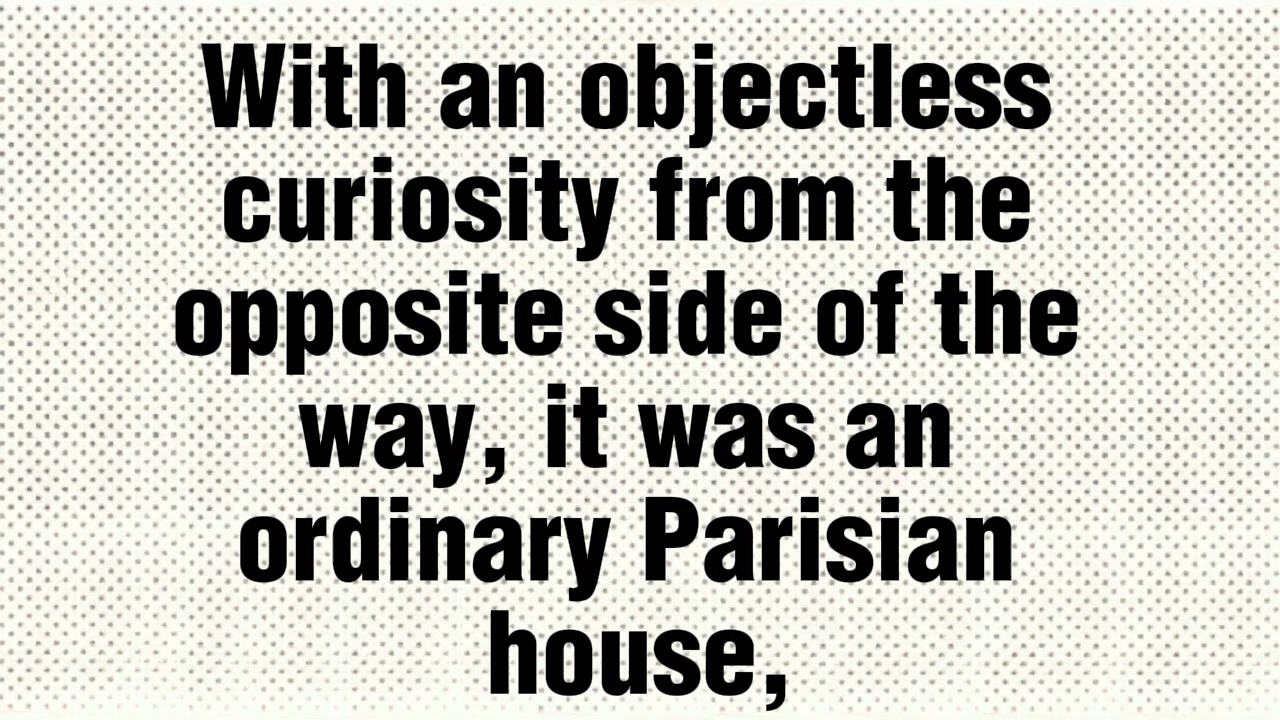 With an objectless
curiosity from the
opposite side of the
way, it was an
ordinary Parisian
house,